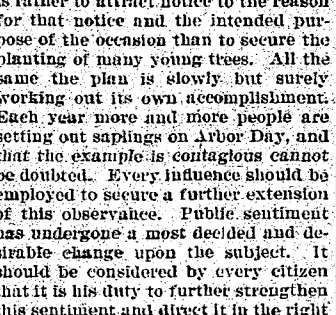 is rather to attract notice to the reason
for that notice and the intended pur-
pose of the occasion than to secure the
planting of many young trees. All the
same the plan is slowly but surely
working out its own accomplishment.
Each year more and more people are
setting out saplings on Arbor Day, and
that the example is contagious cannot
be doubted. Every influence should be
employed to secure a further extension
of this observance. Public sentiment
has undergone a most decided and de-
sirable change upon the subject. It
should be considered by every citizen
that it is his duty to further strengthen
this sentiment and direct it in the right